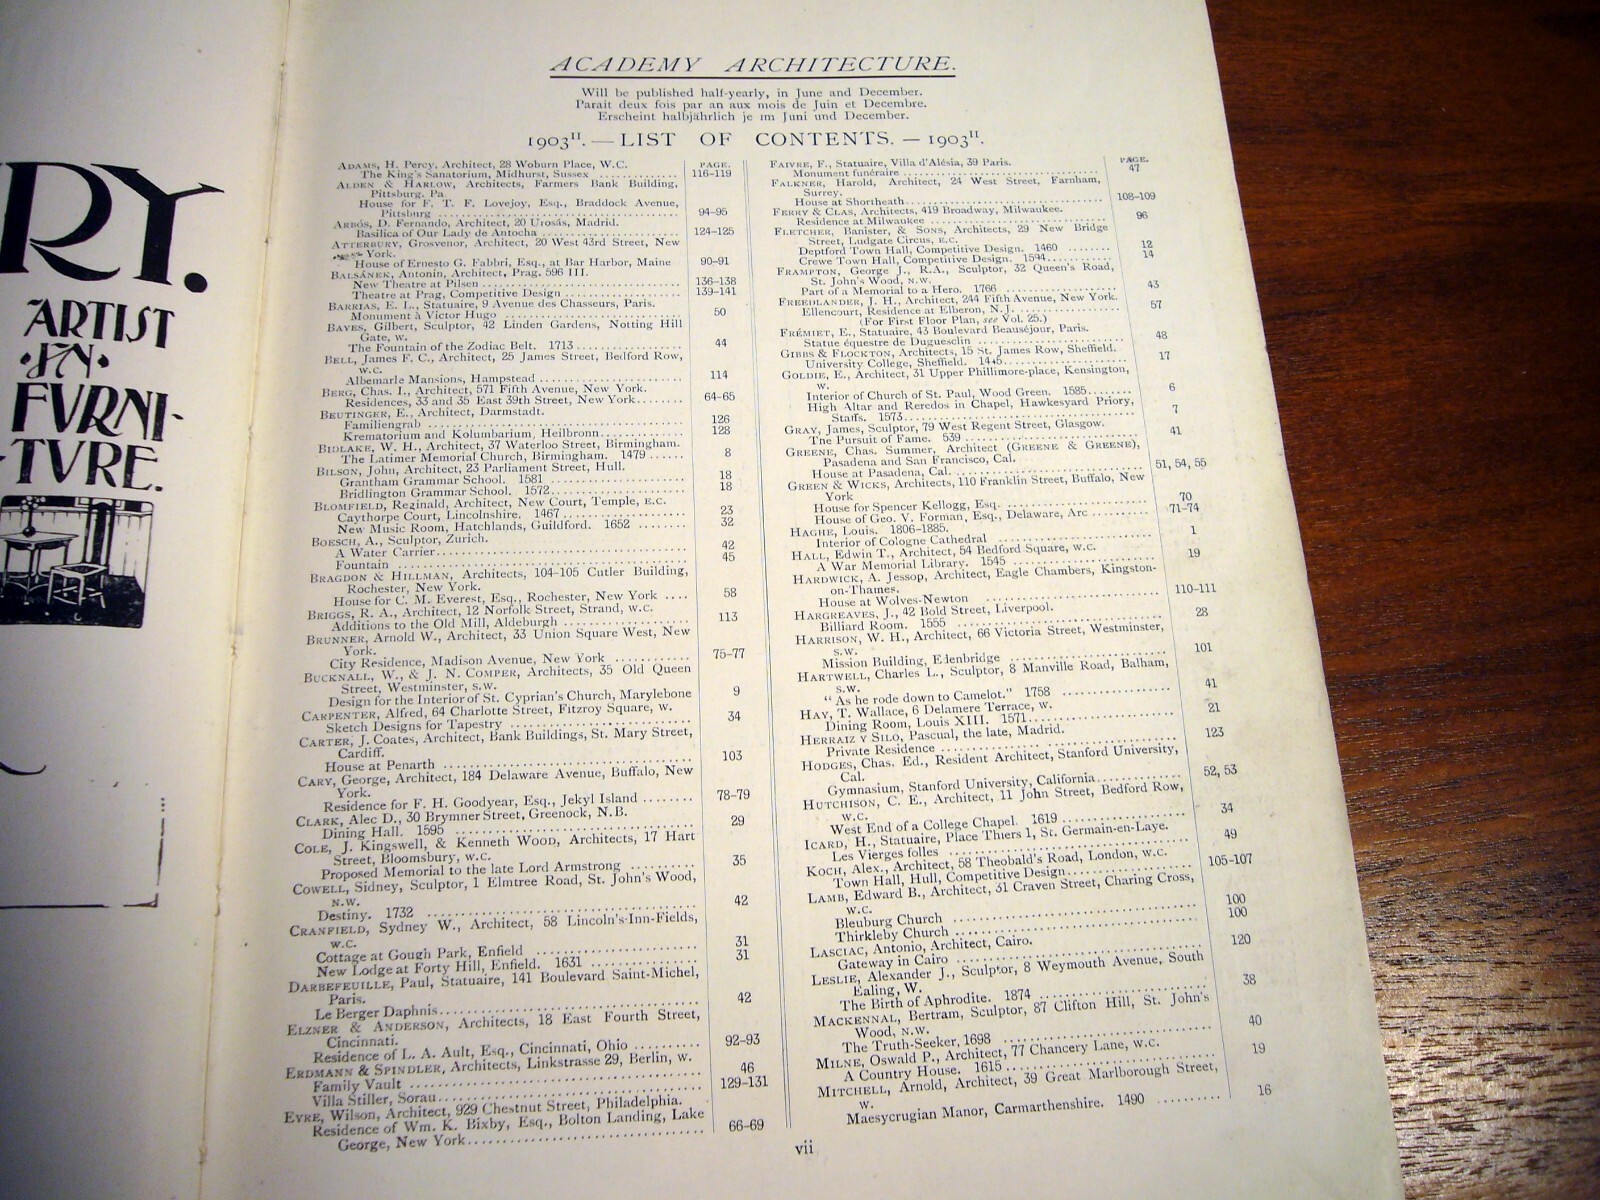 RY.
ARTIST
·IN·
FVRNI-
-TVRE.
ACADEMY ARCHITECTURE.
Will be published half-yearly, in June and December.
Parait deux fois par an aux mois de Juin et Decembre.
Erscheint halbjährlich je im Juni und December.
1903II. — LIST OF CONTENTS. — 1903II.
PAGE.
ADAMS, H. Percy, Architect, 28 Woburn Place, W.C.
The King's Sanatorium, Midhurst, Sussex ............ 116-119
ALDEN & HARLOW, Architects, Farmers Bank Building,
Pittsburg, Pa.
House for F. T. F. Lovejoy, Esq., Braddock Avenue,
Pittsburg ............ 94-95
ARBÓS, D. Fernando, Architect, 20 Urosás, Madrid.
Basilica of Our Lady de Antocha ............ 124-125
ATTERBURY, Grosvenor, Architect, 20 West 43rd Street, New
York.
House of Ernesto G. Fabbri, Esq., at Bar Harbor, Maine 90-91
BALSÁNEK, Antonin, Architect, Prag. 596 III.
New Theatre at Pilsen ............ 136-138
Theatre at Prag, Competitive Design ............ 139-141
BARRIAS, E. L., Statuaire, 9 Avenue des Chasseurs, Paris.
Monument à Victor Hugo ............ 50
BAYES, Gilbert, Sculptor, 42 Linden Gardens, Notting Hill
Gate, W.
The Fountain of the Zodiac Belt. 1713 ............ 44
BELL, James F. C., Architect, 25 James Street, Bedford Row,
W.C.
Albemarle Mansions, Hampstead ............ 114
BERG, Chas. I., Architect, 571 Fifth Avenue, New York.
Residences, 33 and 35 East 39th Street, New York ........ 64-65
BEUTINGER, E., Architect, Darmstadt.
Familiengrab ............ 126
Krematorium and Kolumbarium, Heilbronn ............ 128
BIDLAKE, W. H., Architect, 37 Waterloo Street, Birmingham.
The Latimer Memorial Church, Birmingham. 1479 ...... 8
BILSON, John, Architect, 23 Parliament Street, Hull.
Grantham Grammar School. 1581 ............ 18
Bridlington Grammar School. 1572 ............ 18
BLOMFIELD, Reginald, Architect, New Court, Temple, E.C.
Caythorpe Court, Lincolnshire. 1467 ............ 23
New Music Room, Hatchlands, Guildford. 1652 ........ 32
BOESCH, A., Sculptor, Zurich.
A Water Carrier ............ 42
Fountain ............ 45
BRAGDON & HILLMAN, Architects, 104-105 Cutler Building,
Rochester, New York.
House for C. M. Everest, Esq., Rochester, New York .... 58
BRIGGS, R. A., Architect, 12 Norfolk Street, Strand, W.C.
Additions to the Old Mill, Aldeburgh ............ 113
BRUNNER, Arnold W., Architect, 33 Union Square West, New
York.
City Residence, Madison Avenue, New York ............ 75-77
BUCKNALL, W., & J. N. COMPER, Architects, 35 Old Queen
Street, Westminster, S.W.
Design for the Interior of St. Cyprian's Church, Marylebone 9
CARPENTER, Alfred, 64 Charlotte Street, Fitzroy Square, W.
Sketch Designs for Tapestry ............ 34
CARTER, J. Coates, Architect, Bank Buildings, St. Mary Street,
Cardiff.
House at Penarth ............ 103
CARY, George, Architect, 184 Delaware Avenue, Buffalo, New
York.
Residence for F. H. Goodyear, Esq., Jekyl Island ........ 78-79
CLARK, Alec D., 30 Brymner Street, Greenock, N.B.
Dining Hall. 1595 ............ 29
COLE, J. Kingswell, & Kenneth WOOD, Architects, 17 Hart
Street, Bloomsbury, W.C.
Proposed Memorial to the late Lord Armstrong .......... 35
COWELL, Sidney, Sculptor, 1 Elmtree Road, St. John's Wood,
N.W.
Destiny. 1732 ............ 42
CRANFIELD, Sydney W., Architect, 58 Lincoln's-Inn-Fields,
W.C.
Cottage at Gough Park, Enfield ............ 31
New Lodge at Forty Hill, Enfield. 1631 ............ 31
DARBEFEUILLE, Paul, Statuaire, 141 Boulevard Saint-Michel,
Paris.
Le Berger Daphnis ............ 42
ELZNER & ANDERSON, Architects, 18 East Fourth Street,
Cincinnati.
Residence of L. A. Ault, Esq., Cincinnati, Ohio .......... 92-93
ERDMANN & SPINDLER, Architects, Linkstrasse 29, Berlin, W.
Family Vault ............ 46
Villa Stiller, Sorau ............ 129-131
EYRE, Wilson, Architect, 929 Chestnut Street, Philadelphia.
Residence of Wm. K. Bixby, Esq., Bolton Landing, Lake
George, New York ............ 66-69
PAGE.
FAIVRE, F., Statuaire, Villa d'Alésia, 39 Paris.
Monument funéraire ............ 47
FALKNER, Harold, Architect, 24 West Street, Farnham,
Surrey.
House at Shortheath ............ 108-109
FERRY & CLAS, Architects, 419 Broadway, Milwaukee.
Residence at Milwaukee ............ 96
FLETCHER, Banister, & SONS, Architects, 29 New Bridge
Street, Ludgate Circus, E.C.
Deptford Town Hall, Competitive Design. 1460 ........ 12
Crewe Town Hall, Competitive Design. 1594 ............ 14
FRAMPTON, George J., R.A., Sculptor, 32 Queen's Road,
St. John's Wood, N.W.
Part of a Memorial to a Hero. 1766 ............ 43
FREEDLANDER, J. H., Architect, 244 Fifth Avenue, New York.
Ellencourt, Residence at Elberon, N.J. ............ 57
(For First Floor Plan, see Vol. 25.)
FRÉMIET, E., Statuaire, 43 Boulevard Beauséjour, Paris.
Statue équestre de Duguesclin ............ 48
GIBBS & FLOCKTON, Architects, 15 St. James Row, Sheffield.
University College, Sheffield. 1445 ............ 17
GOLDIE, E., Architect, 31 Upper Phillimore-place, Kensington,
W.
Interior of Church of St. Paul, Wood Green. 1585 ........ 6
High Altar and Reredos in Chapel, Hawkesyard Priory,
Staffs. 1573 ............ 7
GRAY, James, Sculptor, 79 West Regent Street, Glasgow.
The Pursuit of Fame. 539 ............ 41
GREENE, Chas. Summer, Architect (GREENE & GREENE),
Pasadena and San Francisco, Cal.
House at Pasadena, Cal. ............ 51, 54, 55
GREEN & WICKS, Architects, 110 Franklin Street, Buffalo, New
York
House for Spencer Kellogg, Esq. ............ 70
House of Geo. V. Forman, Esq., Delaware, Arc .......... 71-74
HAGHE, Louis. 1806-1885.
Interior of Cologne Cathedral ............ 1
HALL, Edwin T., Architect, 54 Bedford Square, W.C.
A War Memorial Library. 1545 ............ 19
HARDWICK, A. Jessop, Architect, Eagle Chambers, Kingston-
on-Thames.
House at Wolves-Newton ............ 110-111
HARGREAVES, J., 42 Bold Street, Liverpool.
Billiard Room. 1555 ............ 28
HARRISON, W. H., Architect, 66 Victoria Street, Westminster,
S.W.
Mission Building, Edenbridge ............ 101
HARTWELL, Charles L., Sculptor, 8 Manville Road, Balham,
S.W.
"As he rode down to Camelot." 1758 ............ 41
HAY, T. Wallace, 6 Delamere Terrace, W.
Dining Room, Louis XIII. 1571 ............ 21
HERRAIZ Y SILO, Pascual, the late, Madrid.
Private Residence ............ 123
HODGES, Chas. Ed., Resident Architect, Stanford University,
Cal.
Gymnasium, Stanford University, California ............ 52, 53
HUTCHISON, C. E., Architect, 11 John Street, Bedford Row,
W.C.
West End of a College Chapel. 1619 ............ 34
ICARD, H., Statuaire, Place Thiers 1, St. Germain-en-Laye.
Les Vierges folles ............ 49
KOCH, Alex., Architect, 58 Theobald's Road, London, W.C.
Town Hall, Hull, Competitive Design ............ 105-107
LAMB, Edward B., Architect, 31 Craven Street, Charing Cross,
W.C.
Bleuburg Church ............ 100
Thirkleby Church ............ 100
LASCIAC, Antonio, Architect, Cairo.
Gateway in Cairo ............ 120
LESLIE, Alexander J., Sculptor, 8 Weymouth Avenue, South
Ealing, W.
The Birth of Aphrodite. 1874 ............ 38
MACKENNAL, Bertram, Sculptor, 87 Clifton Hill, St. John's
Wood, N.W.
The Truth-Seeker, 1698 ............ 40
MILNE, Oswald P., Architect, 77 Chancery Lane, W.C.
A Country House. 1615 ............ 19
MITCHELL, Arnold, Architect, 39 Great Marlborough Street,
W.
Maesycrugian Manor, Carmarthenshire. 1490 .......... 16
vii